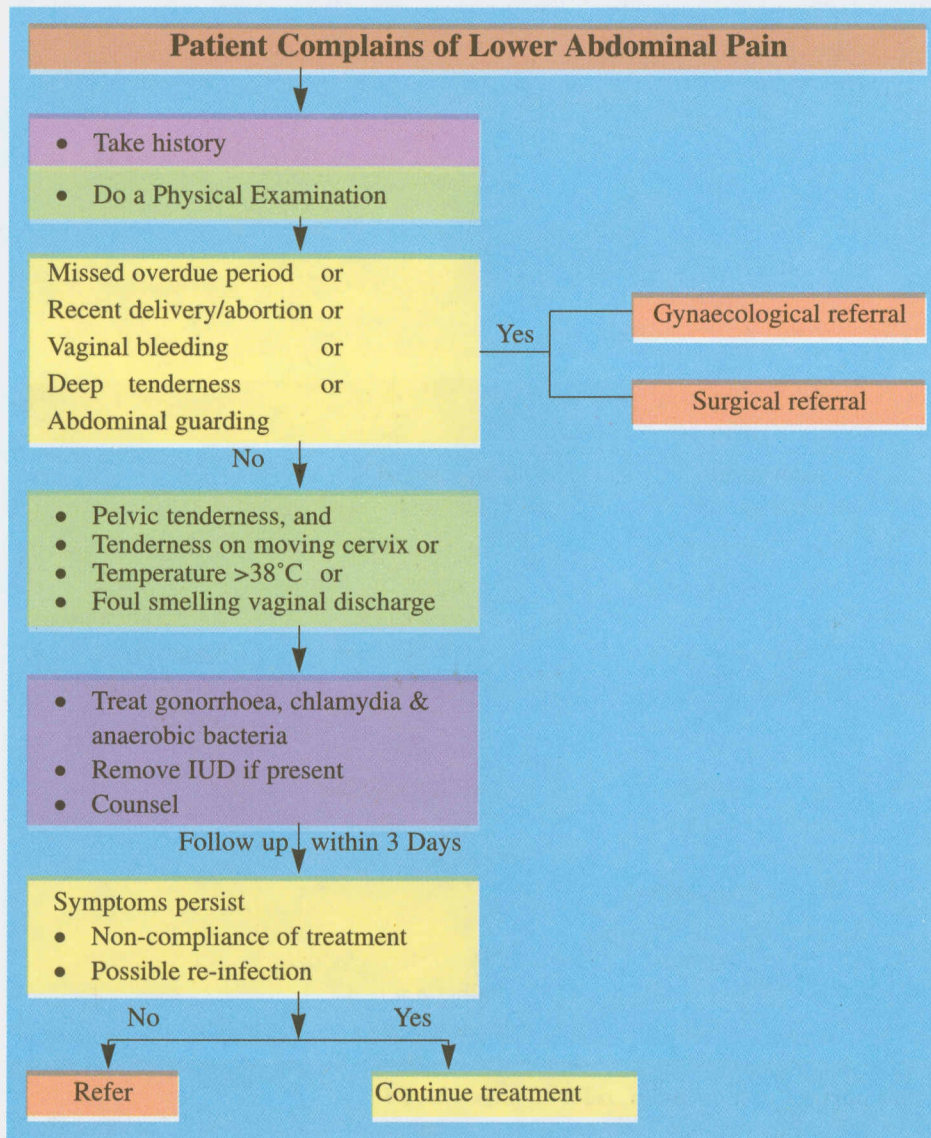 Patient Complains of Lower Abdominal Pain
• Take history
• Do a Physical Examination
Missed overdue period or
Recent delivery/abortion or
Vaginal bleeding or
Deep tenderness or
Abdominal guarding
Yes
Gynaecological referral
Surgical referral
No
• Pelvic tenderness, and
• Tenderness on moving cervix or
• Temperature >38˚C or
• Foul smelling vaginal discharge
• Treat gonorrhoea, chlamydia &
anaerobic bacteria
• Remove IUD if present
• Counsel
Follow up within 3 Days
Symptoms persist
• Non-compliance of treatment
• Possible re-infection
No Yes
Refer
Continue treatment